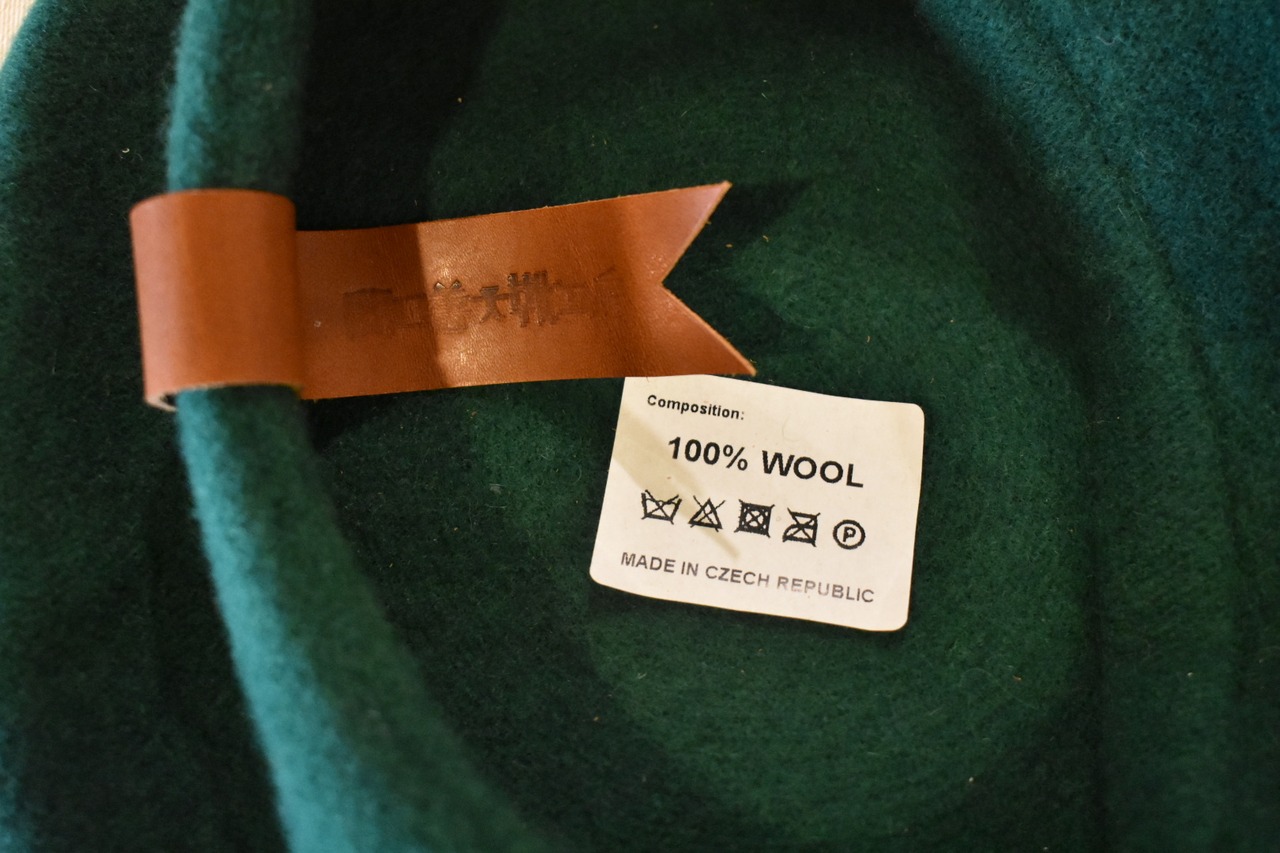 Composition:
100% WOOL
P
MADE IN CZECH REPUBLIC